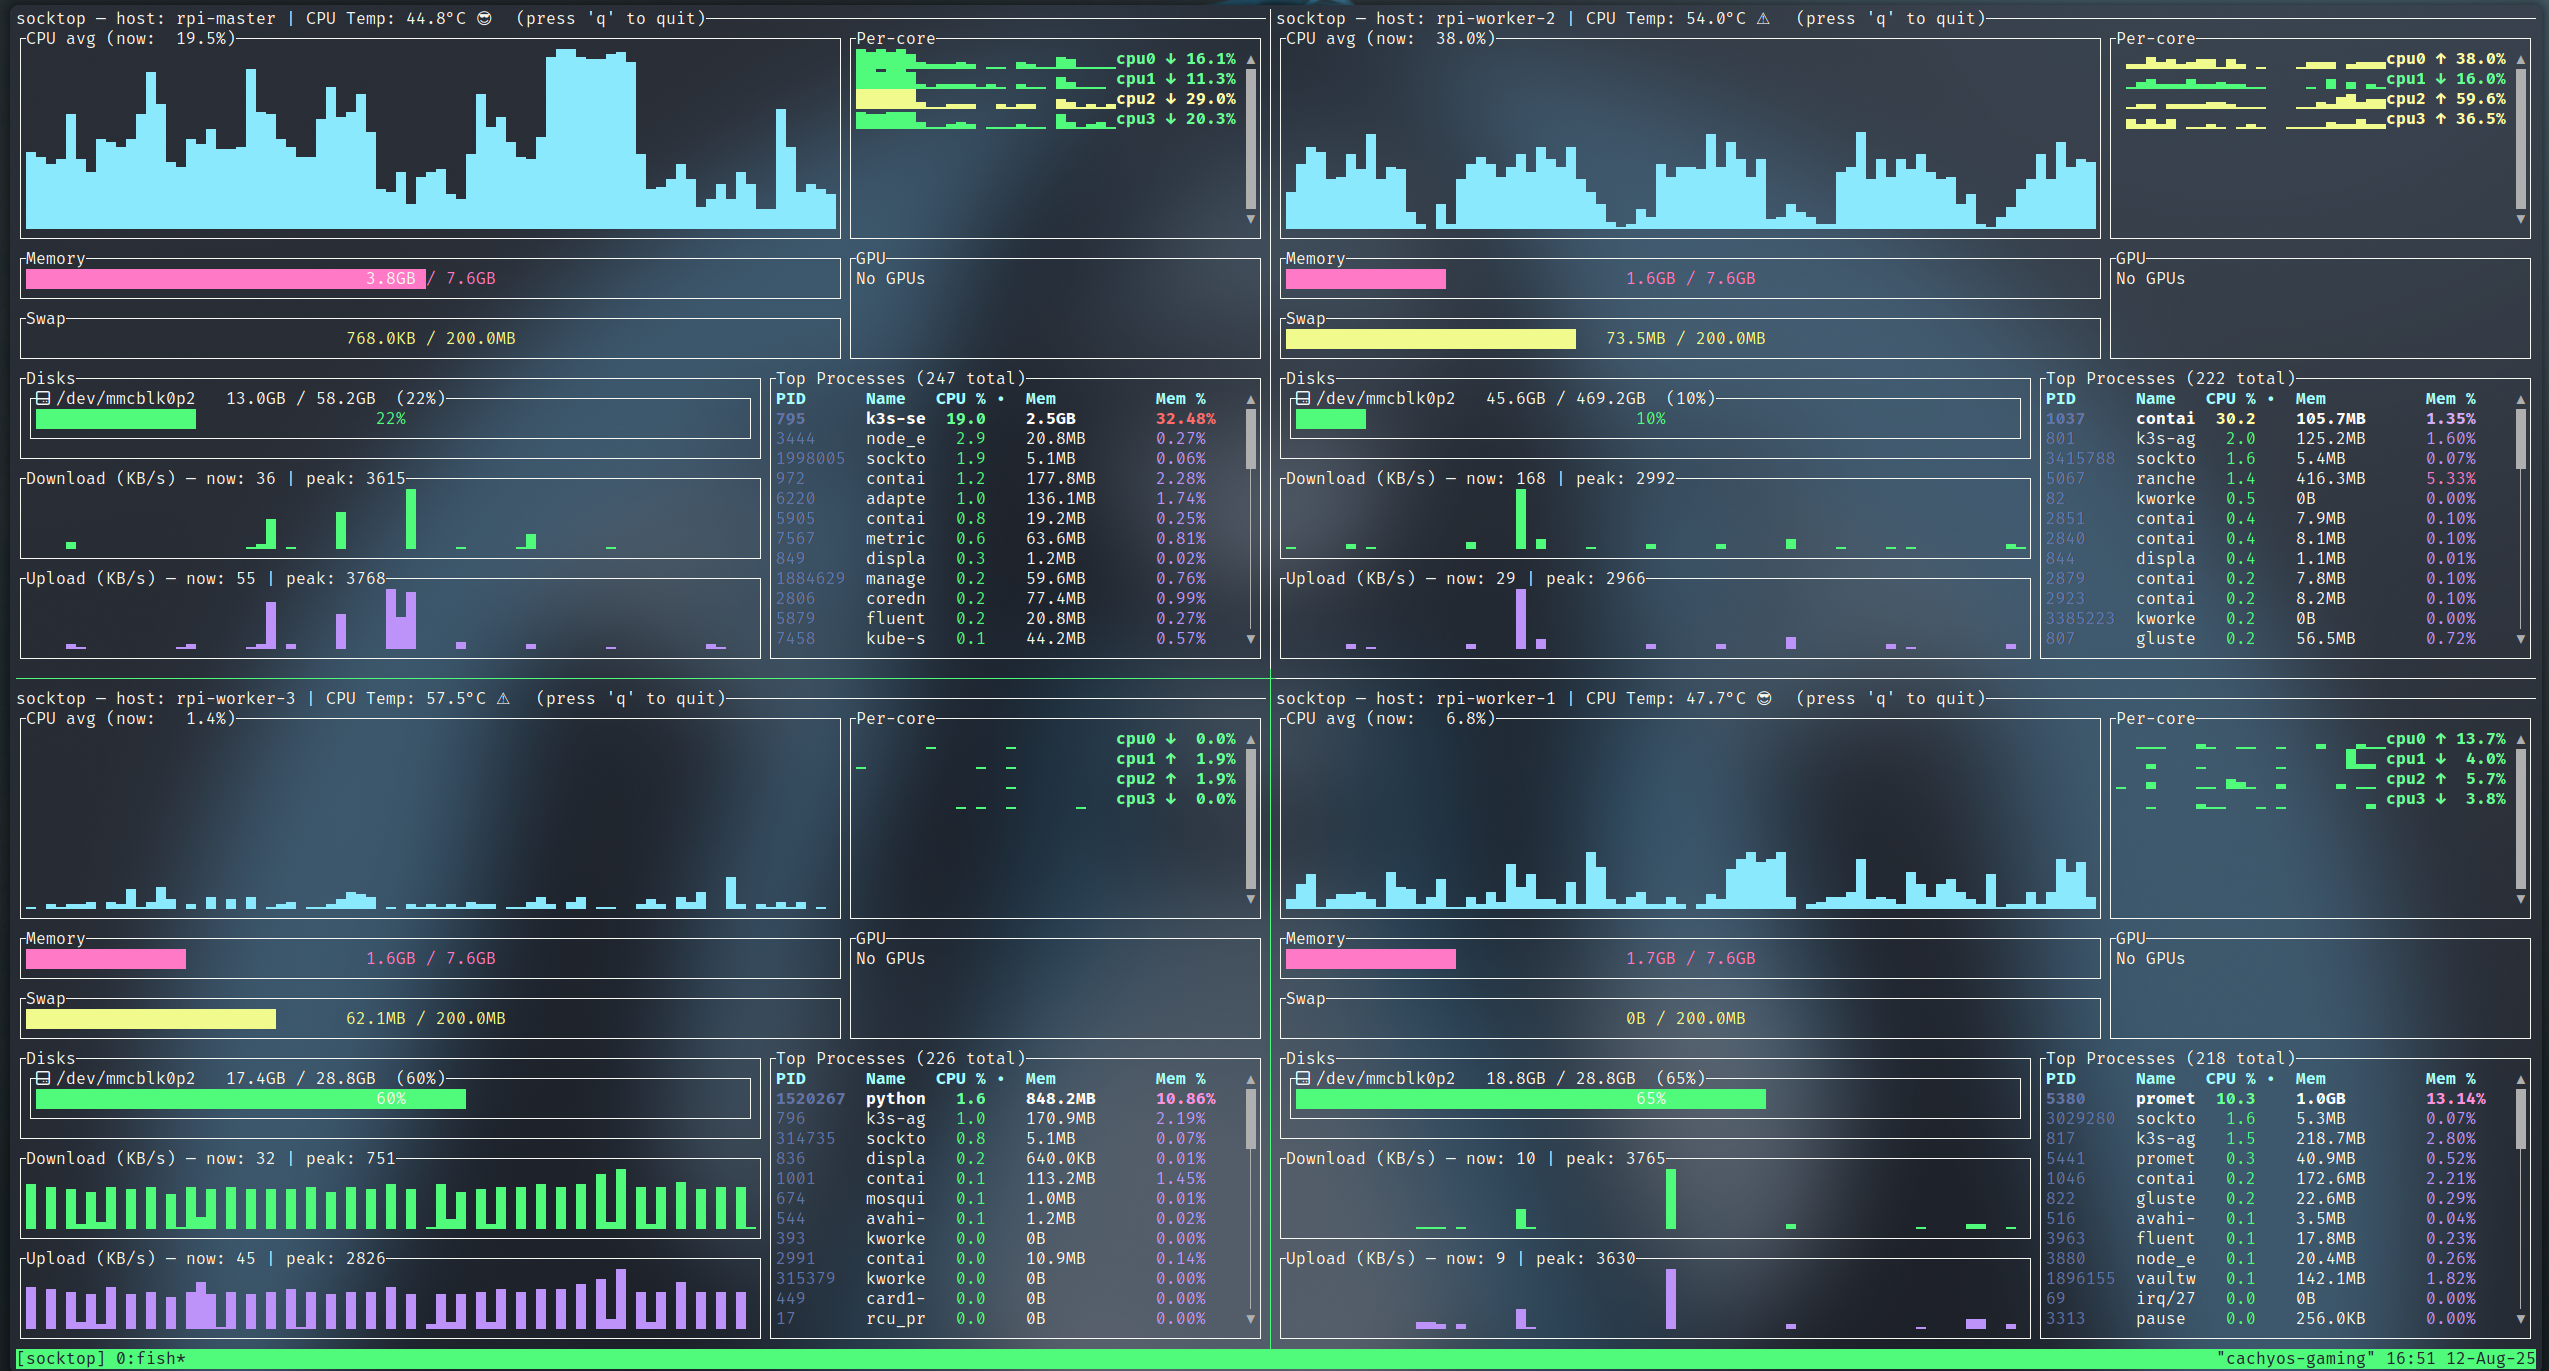 socktop — host: rpi-master | CPU Temp: 44.8°C 😎 (press 'q' to quit)
CPU avg (now: 19.5%)
Per-core
cpu0 ↓ 16.1%
cpu1 ↓ 11.3%
cpu2 ↓ 29.0%
cpu3 ↓ 20.3%
Memory
3.8GB / 7.6GB
GPU
No GPUs
Swap
768.0KB / 200.0MB
Disks
/dev/mmcblk0p2 13.0GB / 58.2GB (22%)
22%
Download (KB/s) — now: 36 | peak: 3615
Upload (KB/s) — now: 55 | peak: 3768
Top Processes (247 total)
PID Name CPU % • Mem Mem %
795 k3s-se 19.0 2.5GB 32.48%
3444 node_e 2.9 20.8MB 0.27%
1998005 sockto 1.9 5.1MB 0.06%
972 contai 1.2 177.8MB 2.28%
6220 adapte 1.0 136.1MB 1.74%
5905 contai 0.8 19.2MB 0.25%
7567 metric 0.6 63.6MB 0.81%
849 displa 0.3 1.2MB 0.02%
1884629 manage 0.2 59.6MB 0.76%
2806 coredn 0.2 77.4MB 0.99%
5879 fluent 0.2 20.8MB 0.27%
7458 kube-s 0.1 44.2MB 0.57%
socktop — host: rpi-worker-2 | CPU Temp: 54.0°C ⚠ (press 'q' to quit)
CPU avg (now: 38.0%)
Per-core
cpu0 ↑ 38.0%
cpu1 ↓ 16.0%
cpu2 ↑ 59.6%
cpu3 ↑ 36.5%
Memory
1.6GB / 7.6GB
GPU
No GPUs
Swap
73.5MB / 200.0MB
Disks
/dev/mmcblk0p2 45.6GB / 469.2GB (10%)
10%
Download (KB/s) — now: 168 | peak: 2992
Upload (KB/s) — now: 29 | peak: 2966
Top Processes (222 total)
PID Name CPU % • Mem Mem %
1037 contai 30.2 105.7MB 1.35%
801 k3s-ag 2.0 125.2MB 1.60%
3415788 sockto 1.6 5.4MB 0.07%
5067 ranche 1.4 416.3MB 5.33%
82 kworke 0.5 0B 0.00%
2851 contai 0.4 7.9MB 0.10%
2840 contai 0.4 8.1MB 0.10%
844 displa 0.4 1.1MB 0.01%
2879 contai 0.2 7.8MB 0.10%
2923 contai 0.2 8.2MB 0.10%
3385223 kworke 0.2 0B 0.00%
807 gluste 0.2 56.5MB 0.72%
socktop — host: rpi-worker-3 | CPU Temp: 57.5°C ⚠ (press 'q' to quit)
CPU avg (now: 1.4%)
Per-core
cpu0 ↓ 0.0%
cpu1 ↑ 1.9%
cpu2 ↑ 1.9%
cpu3 ↓ 0.0%
Memory
1.6GB / 7.6GB
GPU
No GPUs
Swap
62.1MB / 200.0MB
Disks
/dev/mmcblk0p2 17.4GB / 28.8GB (60%)
60%
Download (KB/s) — now: 32 | peak: 751
Upload (KB/s) — now: 45 | peak: 2826
Top Processes (226 total)
PID Name CPU % • Mem Mem %
1520267 python 1.6 848.2MB 10.86%
796 k3s-ag 1.0 170.9MB 2.19%
314735 sockto 0.8 5.1MB 0.07%
836 displa 0.2 640.0KB 0.01%
1001 contai 0.1 113.2MB 1.45%
674 mosqui 0.1 1.0MB 0.01%
544 avahi- 0.1 1.2MB 0.02%
393 kworke 0.0 0B 0.00%
2991 contai 0.0 10.9MB 0.14%
315379 kworke 0.0 0B 0.00%
449 card1- 0.0 0B 0.00%
17 rcu_pr 0.0 0B 0.00%
socktop — host: rpi-worker-1 | CPU Temp: 47.7°C 😎 (press 'q' to quit)
CPU avg (now: 6.8%)
Per-core
cpu0 ↑ 13.7%
cpu1 ↓ 4.0%
cpu2 ↑ 5.7%
cpu3 ↓ 3.8%
Memory
1.7GB / 7.6GB
GPU
No GPUs
Swap
0B / 200.0MB
Disks
/dev/mmcblk0p2 18.8GB / 28.8GB (65%)
65%
Download (KB/s) — now: 10 | peak: 3765
Upload (KB/s) — now: 9 | peak: 3630
Top Processes (218 total)
PID Name CPU % • Mem Mem %
5380 promet 10.3 1.0GB 13.14%
3029280 sockto 1.6 5.3MB 0.07%
817 k3s-ag 1.5 218.7MB 2.80%
5441 promet 0.3 40.9MB 0.52%
1046 contai 0.2 172.6MB 2.21%
822 gluste 0.2 22.6MB 0.29%
516 avahi- 0.1 3.5MB 0.04%
3963 fluent 0.1 17.8MB 0.23%
3880 node_e 0.1 20.4MB 0.26%
1896155 vaultw 0.1 142.1MB 1.82%
69 irq/27 0.0 0B 0.00%
3313 pause 0.0 256.0KB 0.00%
[socktop] 0:fish* "cachyos-gaming" 16:51 12-Aug-25